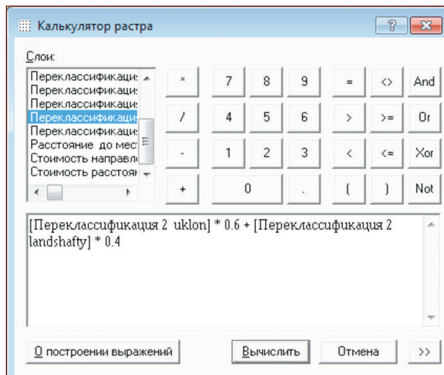 Калькулятор растра
Слои:
Переклассификаци
Переклассификаци
Переклассификаци
Переклассификаци
Переклассификаци
Расстояние до мес
Стоимость направл
Стоимость расстоя
* 7 8 9 = <> And
/ 4 5 6 > >= Or
- 1 2 3 < <= Xor
+ 0 . ( ) Not
[Переклассификация 2 uklon] * 0.6 + [Переклассификация 2
landshafty] * 0.4
О построении выражений Вычислить Отмена >>